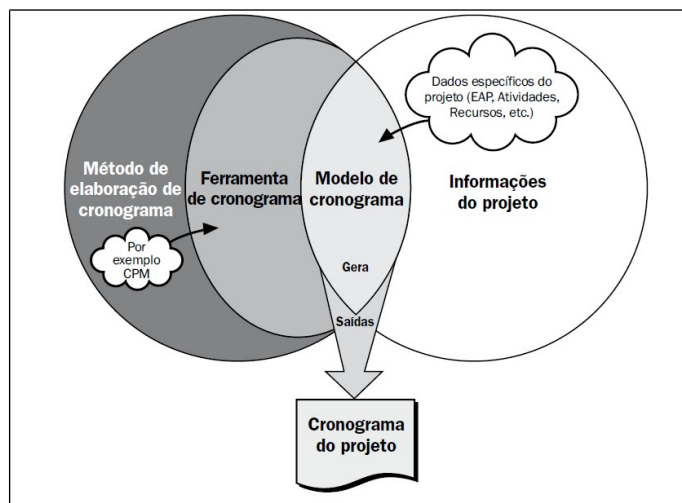 Dados específicos do
projeto (EAP, Atividades,
Recursos, etc.)
Método de
elaboração de
cronograma
Ferramenta
de cronograma
Modelo de
cronograma
Informações
do projeto
Por
exemplo
CPM
Gera
Saídas
Cronograma
do projeto